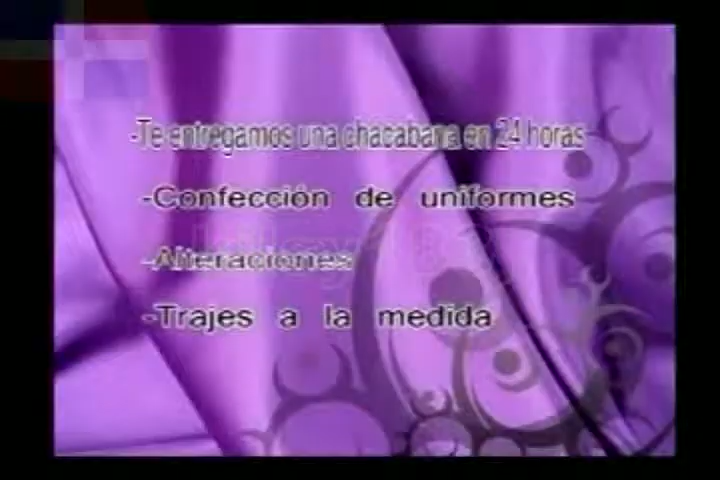 -Te entregamos una chacabana en 24 horas
-Confección de uniformes
-Alteraciones
-Trajes a la medida